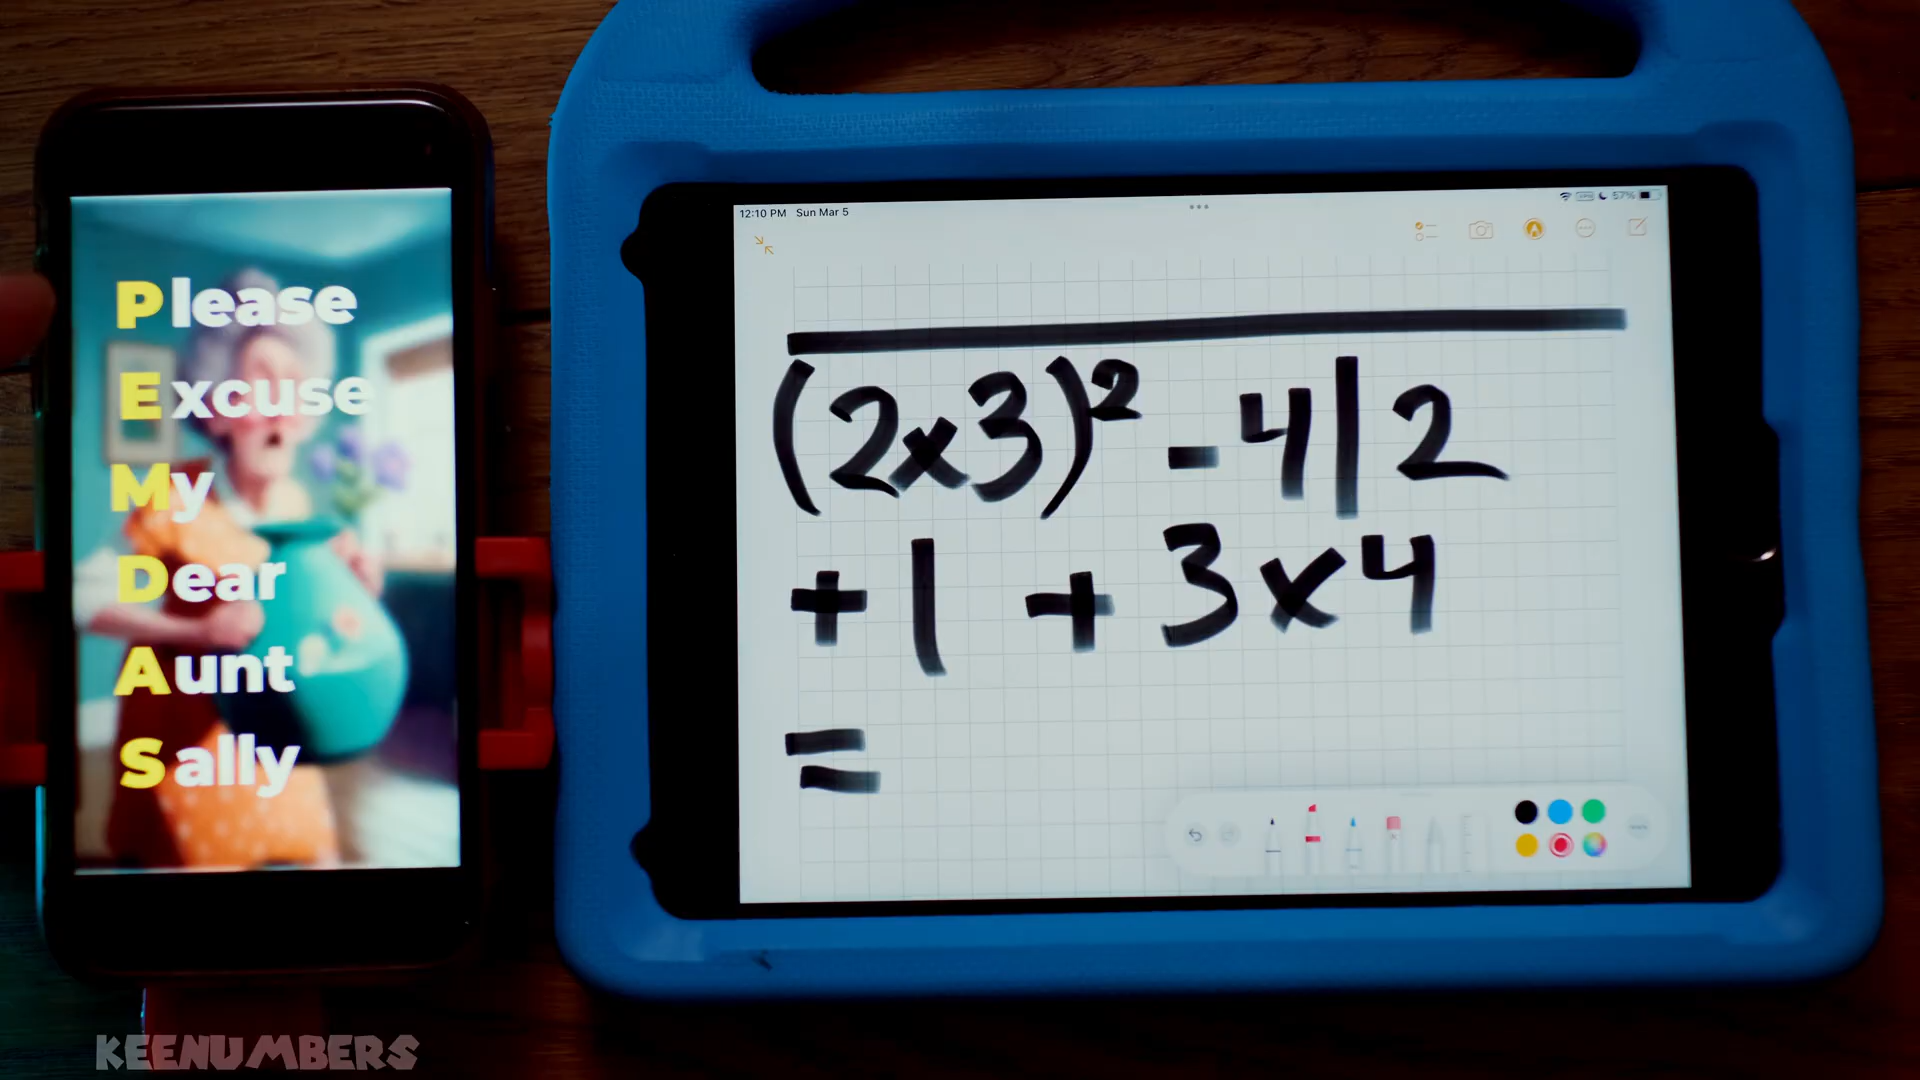 Please
Excuse
My
Dear
Aunt
Sally
12:10 PM Sun Mar 5
57%
(2x3)² - 4|2
+ 1 + 3x4
=
KEENUMBERS